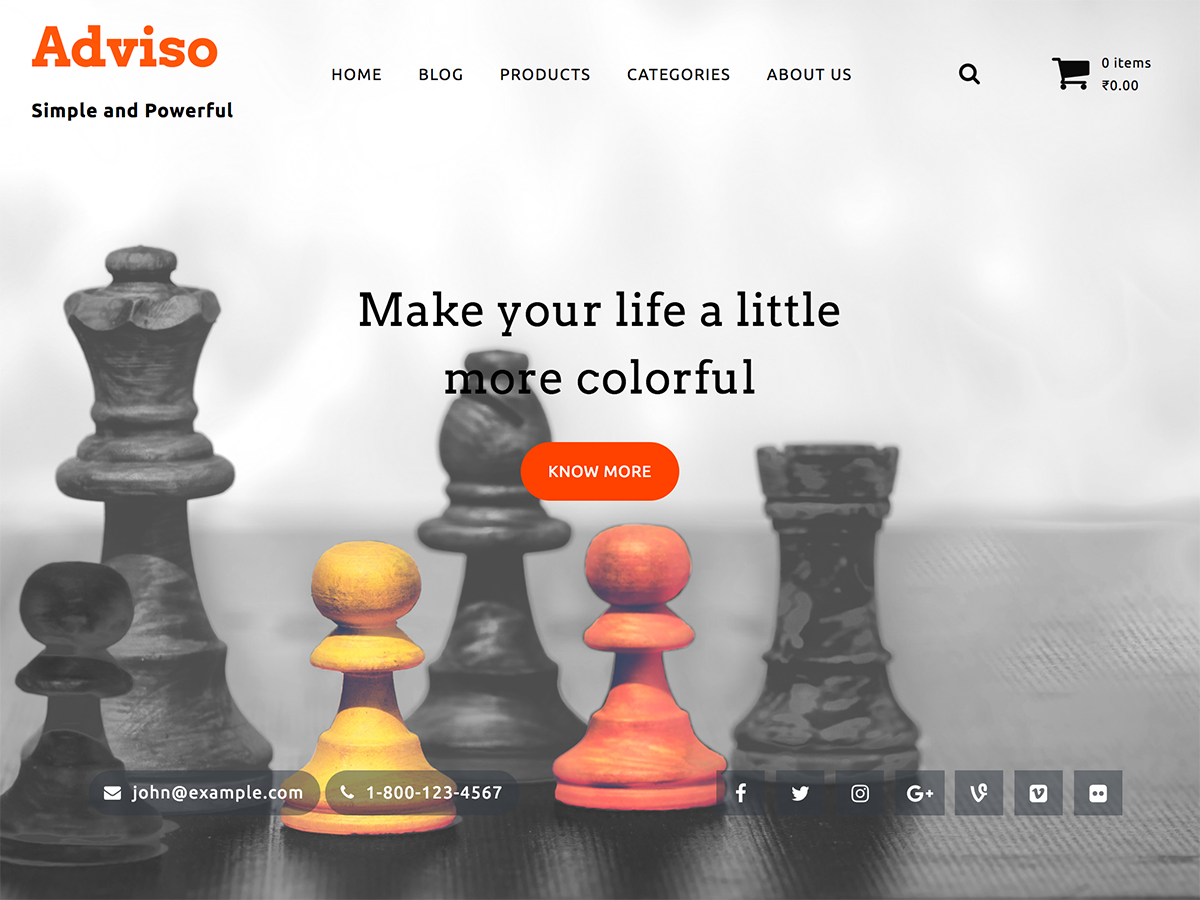 Adviso
Simple and Powerful
HOME BLOG PRODUCTS CATEGORIES ABOUT US
0 items
₹0.00
Make your life a little
more colorful
KNOW MORE
john@example.com 1-800-123-4567